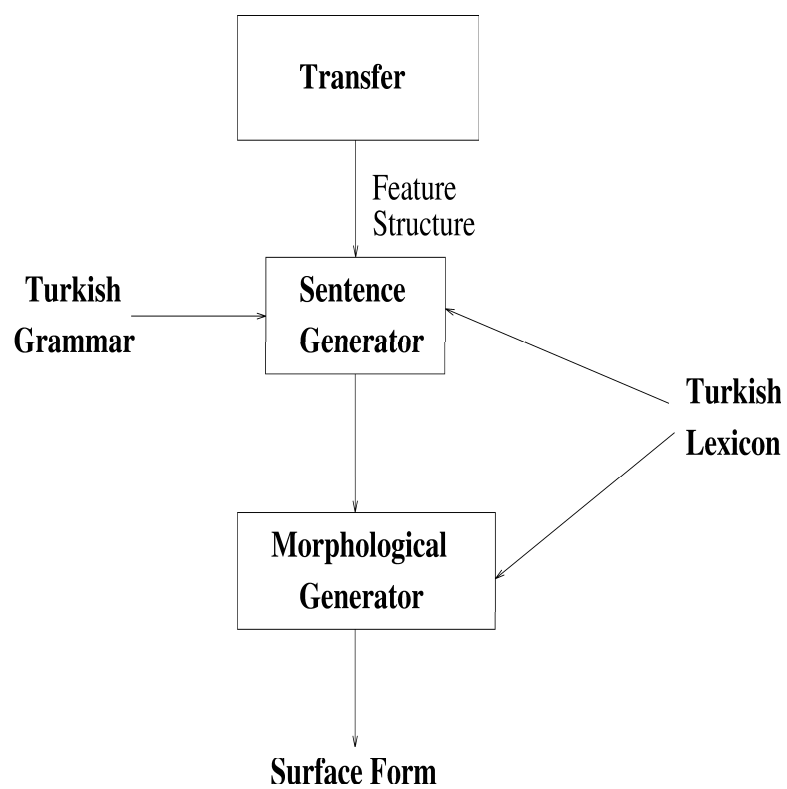 Transfer
Feature
Structure
Turkish
Grammar
Sentence
Generator
Turkish
Lexicon
Morphological
Generator
Surface Form